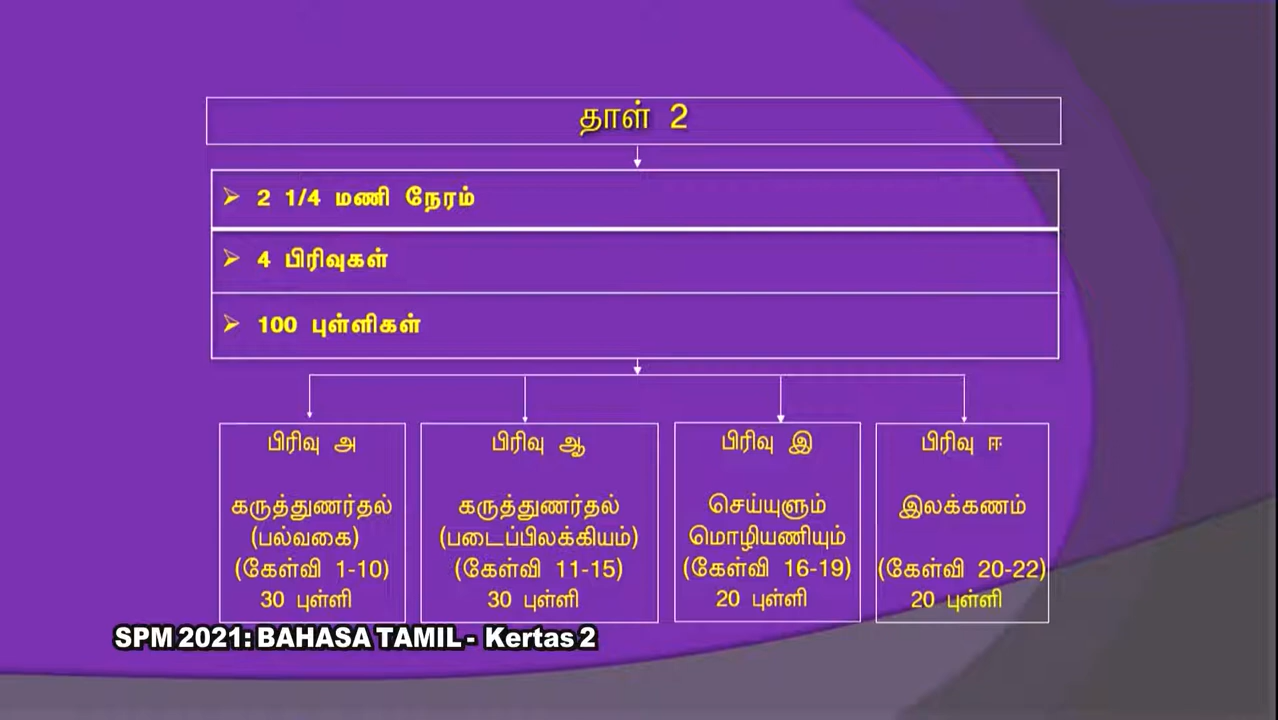 தாள் 2
➢ 2 1/4 மணி நேரம்
➢ 4 பிரிவுகள்
➢ 100 புள்ளிகள்
பிரிவு அ
கருத்துணர்தல்
(பல்வகை)
(கேள்வி 1-10)
30 புள்ளி
பிரிவு ஆ
கருத்துணர்தல்
(படைப்பிலக்கியம்)
(கேள்வி 11-15)
30 புள்ளி
பிரிவு இ
செய்யுளும்
மொழியணியும்
(கேள்வி 16-19)
20 புள்ளி
பிரிவு ஈ
இலக்கணம்
(கேள்வி 20-22)
20 புள்ளி
SPM 2021: BAHASA TAMIL - Kertas 2